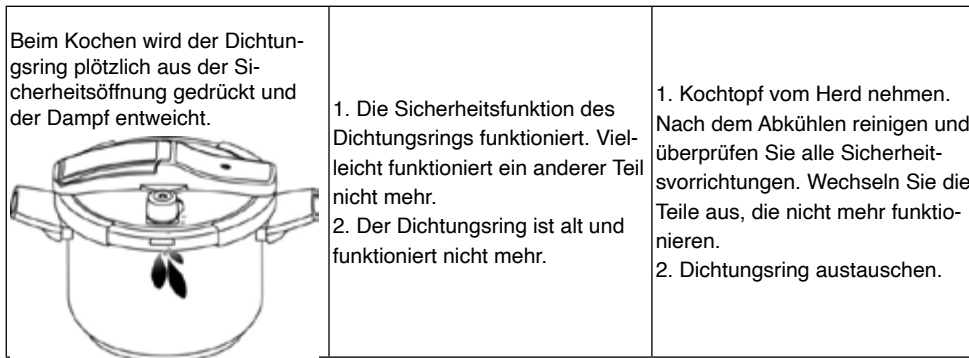 Beim Kochen wird der Dichtun-
gsring plötzlich aus der Si-
cherheitsöffnung gedrückt und
der Dampf entweicht.
1. Die Sicherheitsfunktion des
Dichtungsrings funktioniert. Viel-
leicht funktioniert ein anderer Teil
nicht mehr.
2. Der Dichtungsring ist alt und
funktioniert nicht mehr.
1. Kochtopf vom Herd nehmen.
Nach dem Abkühlen reinigen und
überprüfen Sie alle Sicherheit-
svorrichtungen. Wechseln Sie die
Teile aus, die nicht mehr funktio-
nieren.
2. Dichtungsring austauschen.